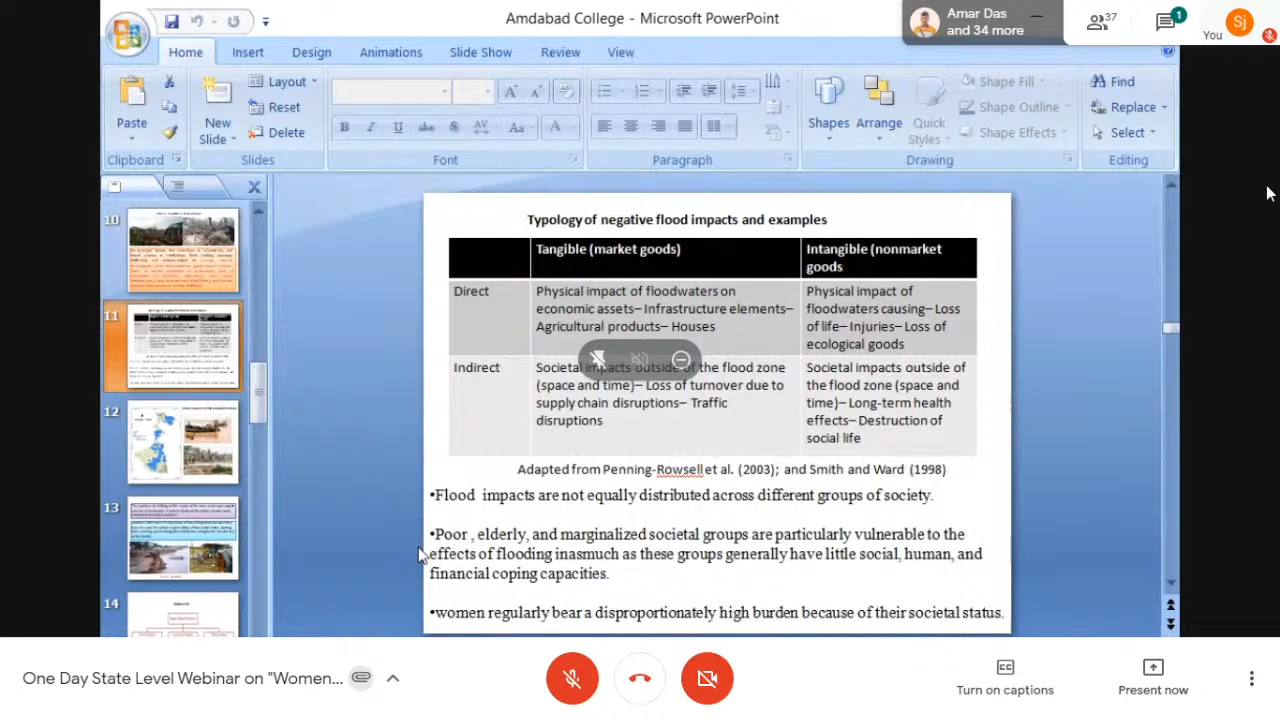 Amdabad College - Microsoft PowerPoint
Amar Das
and 34 more
37
1
Sj
You
Home Insert Design Animations Slide Show Review View
Paste
Clipboard
New
Slide
Layout
Reset
Delete
Slides
Font
Paragraph
Shapes
Arrange
Quick
Styles
Shape Fill
Shape Outline
Shape Effects
Drawing
Find
Replace
Select
Editing
10
11
12
13
14
Typology of negative flood impacts and examples
Tangible (market goods)
Intangible (nonmarket
goods
Direct
Physical impact of floodwaters on
economic assets– Infrastructure elements–
Agricultural products– Houses
Physical impact of
floodwaters causing– Loss
of life– Injuries– Loss of
ecological goods
Indirect
Societal impacts outside of the flood zone
(space and time)– Loss of turnover due to
supply chain disruptions– Traffic
disruptions
Societal impacts outside of
the flood zone (space and
time)– Long-term health
effects– Destruction of
social life
Adapted from Penning-Rowsell et al. (2003); and Smith and Ward (1998)
•Flood impacts are not equally distributed across different groups of society.
•Poor , elderly, and marginalized societal groups are particularly vulnerable to the
effects of flooding inasmuch as these groups generally have little social, human, and
financial coping capacities.
•women regularly bear a disproportionately high burden because of their societal status.
One Day State Level Webinar on "Women...
Turn on captions
Present now